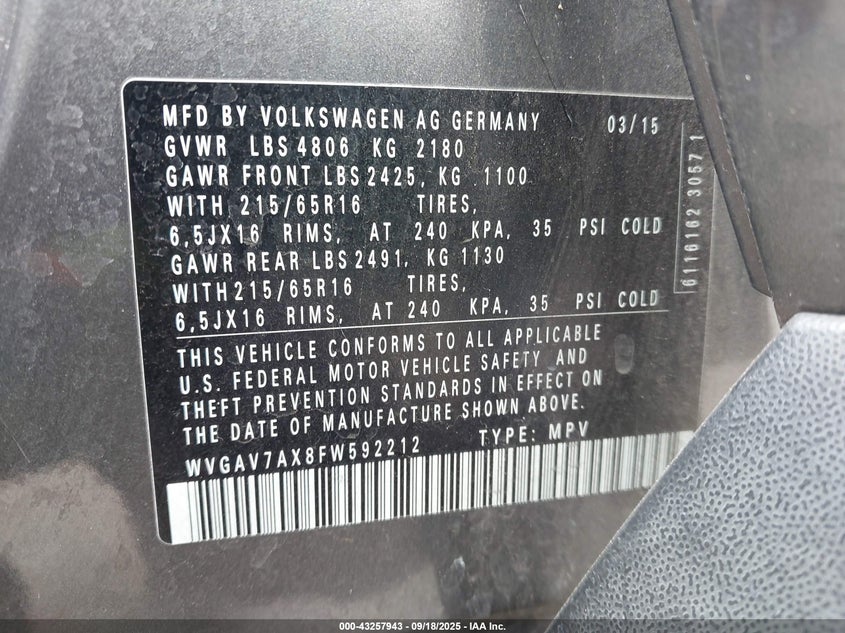 MFD BY VOLKSWAGEN AG GERMANY 03/15
GVWR LBS 4806 KG 2180
GAWR FRONT LBS 2425, KG 1100
WITH 215/65R16 TIRES,
6,5JX16 RIMS, AT 240 KPA, 35 PSI COLD
GAWR REAR LBS 2491, KG 1130
WITH 215/65R16 TIRES,
6,5JX16 RIMS, AT 240 KPA, 35 PSI COLD
THIS VEHICLE CONFORMS TO ALL APPLICABLE
U.S. FEDERAL MOTOR VEHICLE SAFETY AND
THEFT PREVENTION STANDARDS IN EFFECT ON
THE DATE OF MANUFACTURE SHOWN ABOVE.
WVGAV7AX8FW592212 TYPE: MPV
6116162 3057 1
000-43257943 - 09/18/2025 - IAA Inc.